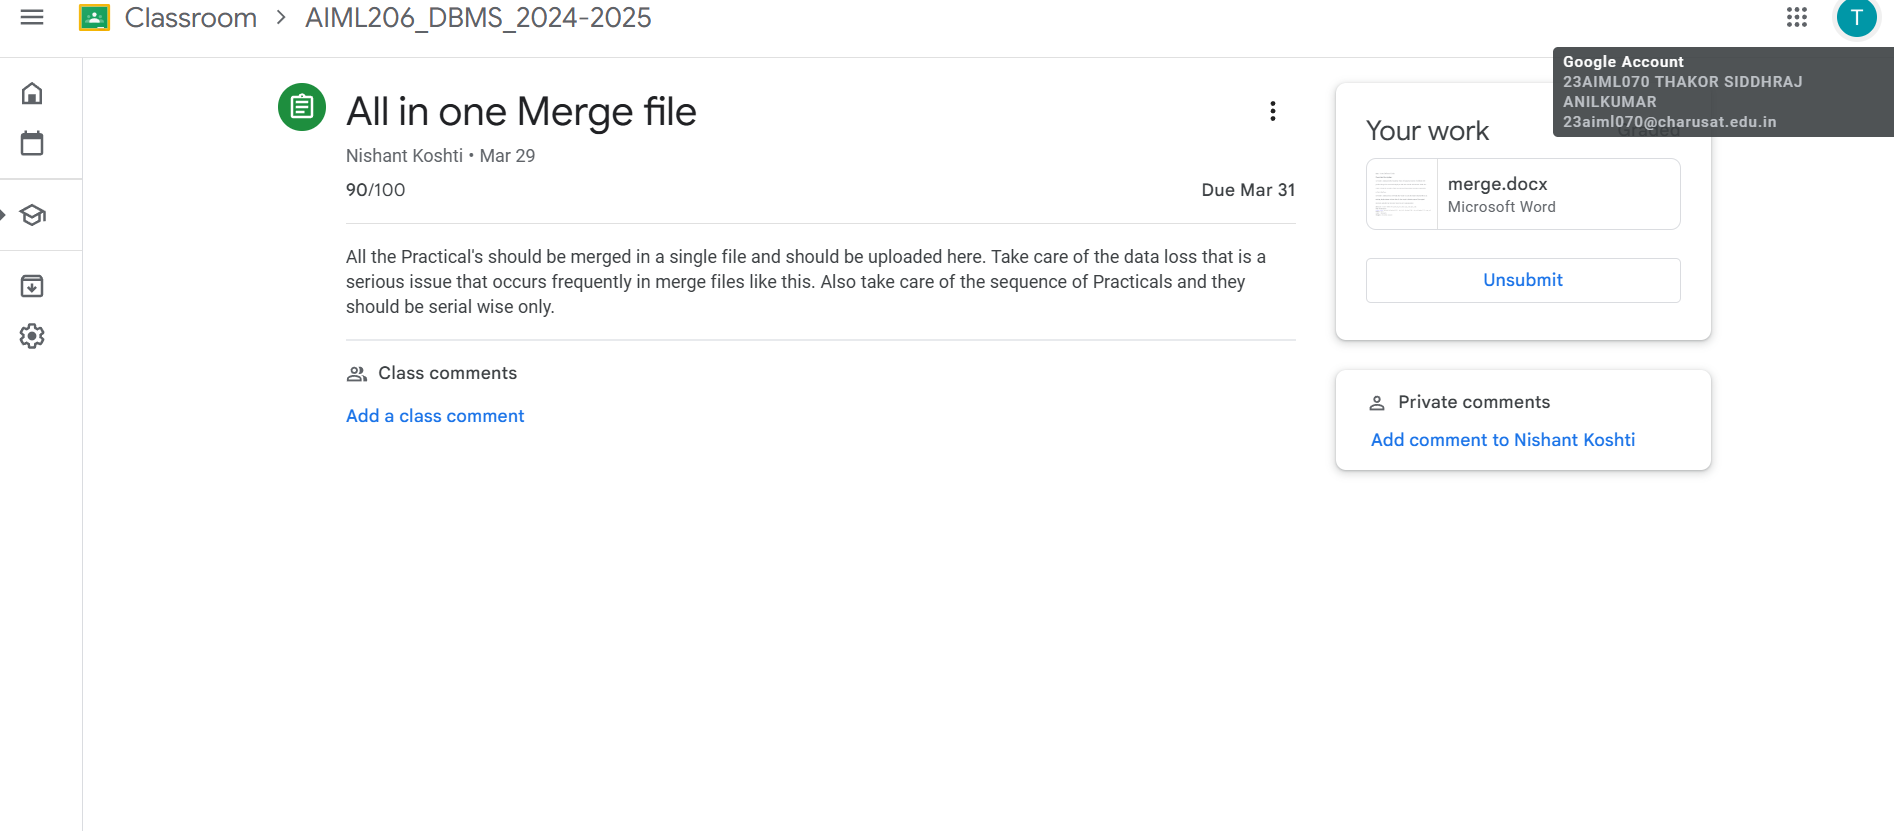 Classroom > AIML206_DBMS_2024-2025
T
Google Account
23AIML070 THAKOR SIDDHRAJ
ANILKUMAR
23aiml070@charusat.edu.in
All in one Merge file
Nishant Koshti • Mar 29
90/100
Due Mar 31
All the Practical's should be merged in a single file and should be uploaded here. Take care of the data loss that is a
serious issue that occurs frequently in merge files like this. Also take care of the sequence of Practicals and they
should be serial wise only.
Class comments
Add a class comment
Your work
Graded
merge.docx
Microsoft Word
Unsubmit
Private comments
Add comment to Nishant Koshti